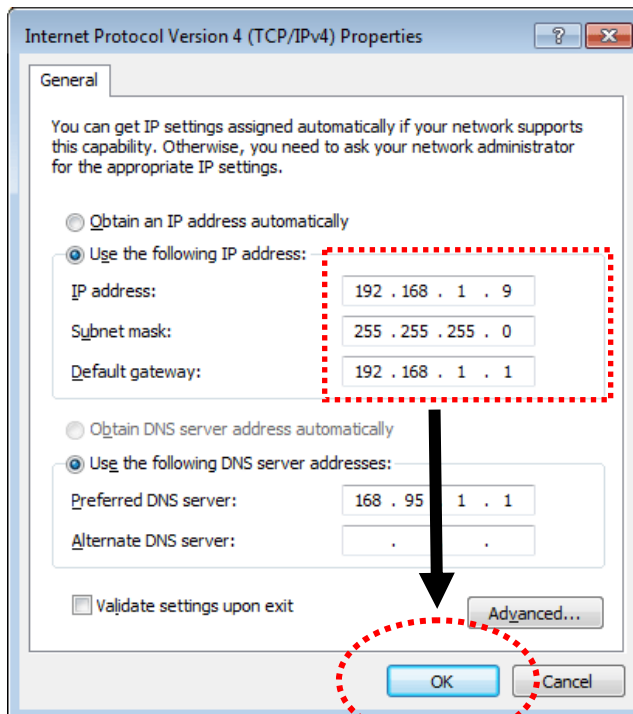 Internet Protocol Version 4 (TCP/IPv4) Properties
?
General
You can get IP settings assigned automatically if your network supports
this capability. Otherwise, you need to ask your network administrator
for the appropriate IP settings.
Obtain an IP address automatically
Use the following IP address:
IP address: 192 . 168 . 1 . 9
Subnet mask: 255 . 255 . 255 . 0
Default gateway: 192 . 168 . 1 . 1
Obtain DNS server address automatically
Use the following DNS server addresses:
Preferred DNS server: 168 . 95 1 . 1
Alternate DNS server: . .
Validate settings upon exit
Advanced...
OK Cancel